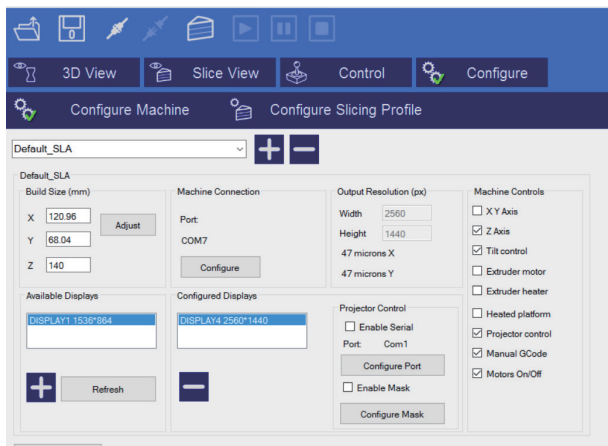 3D View
Slice View
Control
Configure
Configure Machine
Configure Slicing Profile
Default_SLA
Default_SLA
Build Size (mm)
X 120.96
Adjust
Y 68.04
Z 140
Machine Connection
Port:
COM7
Configure
Output Resolution (px)
Width 2560
Height 1440
47 microns X
47 microns Y
Machine Controls
X Y Axis
Z Axis
Tilt control
Extruder motor
Extruder heater
Heated platform
Projector control
Manual GCode
Motors On/Off
Available Displays
DISPLAY1 1536*864
Refresh
Configured Displays
DISPLAY4 2560*1440
Projector Control
Enable Serial
Port: Com1
Configure Port
Enable Mask
Configure Mask